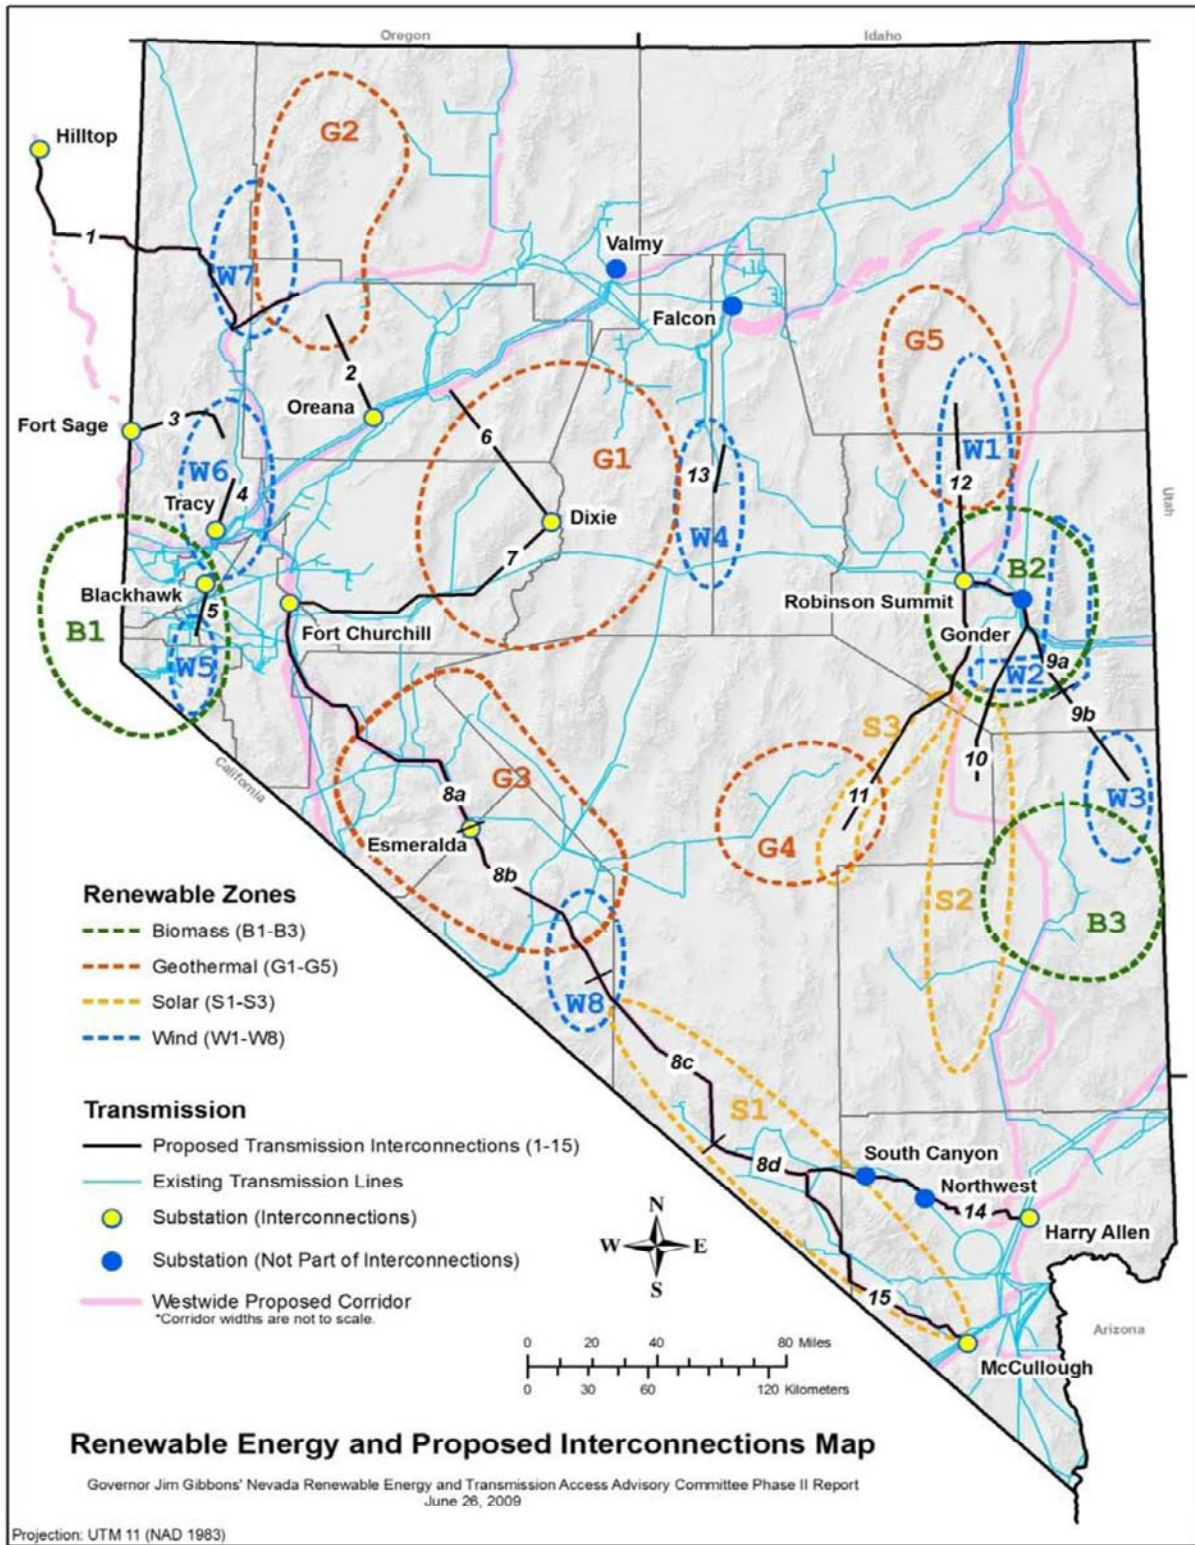 Oregon
Idaho
Hilltop
G2
1
W7
Valmy
Falcon
G5
2
Oreana
Fort Sage
3
6
G1
W1
W6
4
13
12
Utah
Tracy
Dixie
W4
7
B2
Blackhawk
5
Robinson Summit
B1
Fort Churchill
Gonder
W5
W2
9a
9b
S3
10
California
G3
8a
11
W3
Esmeralda
G4
8b
Renewable Zones
S2
B3
Biomass (B1-B3)
Geothermal (G1-G5)
Solar (S1-S3)
W8
Wind (W1-W8)
8c
Transmission
S1
Proposed Transmission Interconnections (1-15)
8d
South Canyon
Existing Transmission Lines
Northwest
14
Substation (Interconnections)
Harry Allen
N
W E
S
Substation (Not Part of Interconnections)
15
Westwide Proposed Corridor
*Corridor widths are not to scale.
Arizona
0 20 40 80 Miles
McCullough
0 30 60 120 Kilometers
Renewable Energy and Proposed Interconnections Map
Governor Jim Gibbons' Nevada Renewable Energy and Transmission Access Advisory Committee Phase II Report
June 26, 2009
Projection: UTM 11 (NAD 1983)